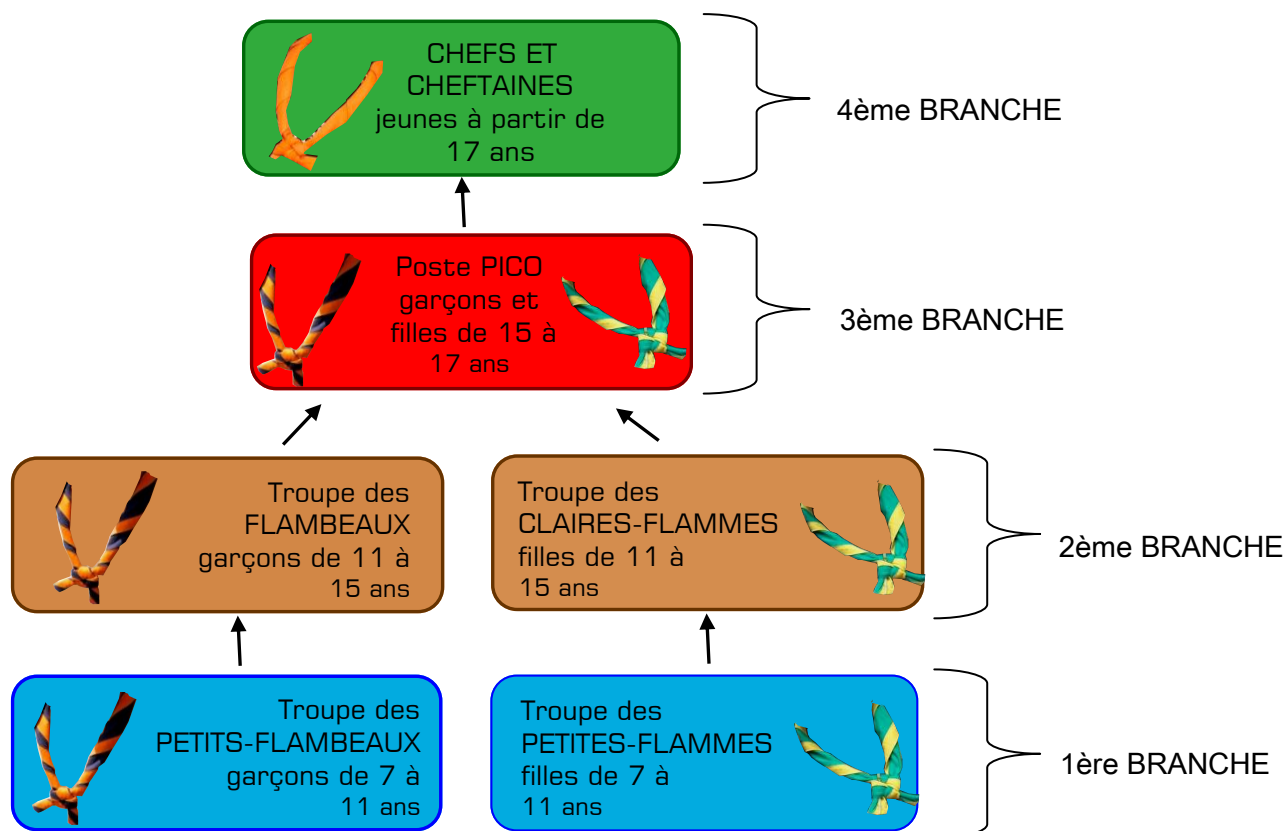 CHEFS ET
CHEFTAINES
jeunes à partir de
17 ans
4ème BRANCHE
Poste PICO
garçons et
filles de 15 à
17 ans
3ème BRANCHE
Troupe des
FLAMBEAUX
garçons de 11 à
15 ans
Troupe des
CLAIRES-FLAMMES
filles de 11 à
15 ans
2ème BRANCHE
Troupe des
PETITS-FLAMBEAUX
garçons de 7 à
11 ans
Troupe des
PETITES-FLAMMES
filles de 7 à
11 ans
1ère BRANCHE